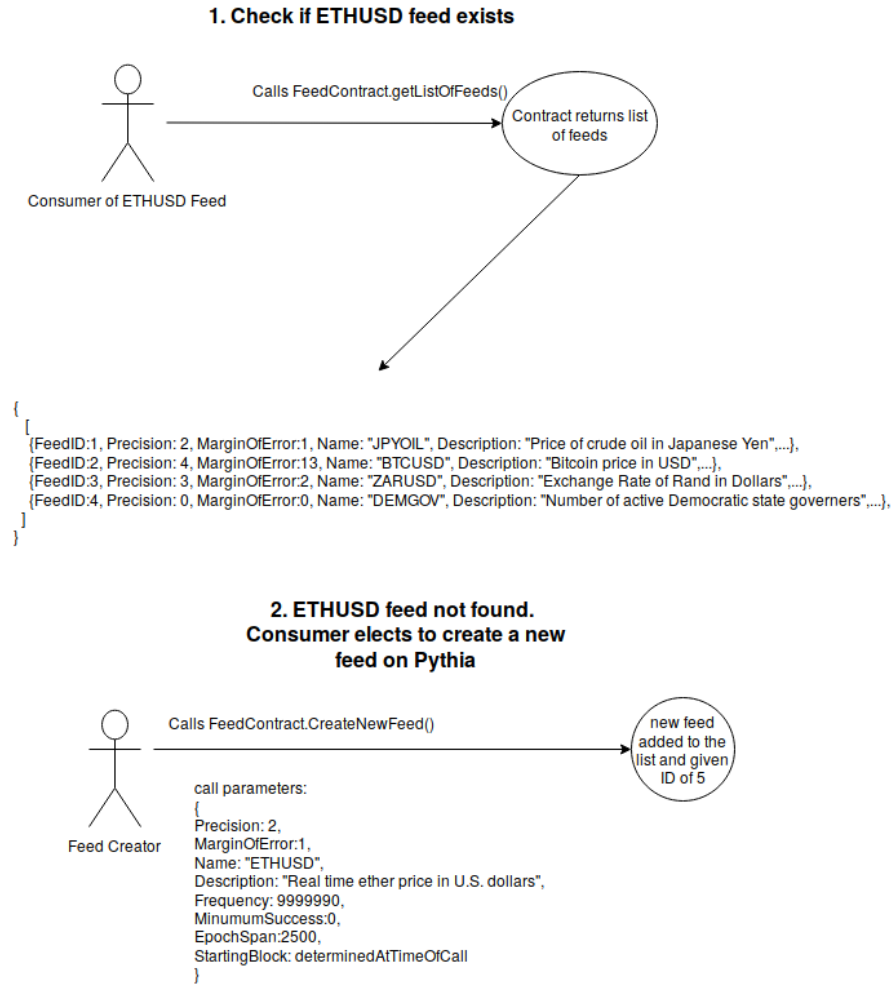 1. Check if ETHUSD feed exists
Calls FeedContract.getListOfFeeds()
Contract returns list
of feeds
Consumer of ETHUSD Feed
{
[
{FeedID:1, Precision: 2, MarginOfError:1, Name: "JPYOIL", Description: "Price of crude oil in Japanese Yen",...},
{FeedID:2, Precision: 4, MarginOfError:13, Name: "BTCUSD", Description: "Bitcoin price in USD",...},
{FeedID:3, Precision: 3, MarginOfError:2, Name: "ZARUSD", Description: "Exchange Rate of Rand in Dollars",...},
{FeedID:4, Precision: 0, MarginOfError:0, Name: "DEMGOV", Description: "Number of active Democratic state governers",...},
]
}
2. ETHUSD feed not found.
Consumer elects to create a new
feed on Pythia
Calls FeedContract.CreateNewFeed()
new feed
added to the
list and given
ID of 5
Feed Creator
call parameters:
{
Precision: 2,
MarginOfError:1,
Name: "ETHUSD",
Description: "Real time ether price in U.S. dollars",
Frequency: 9999990,
MinumumSuccess:0,
EpochSpan:2500,
StartingBlock: determinedAtTimeOfCall
}